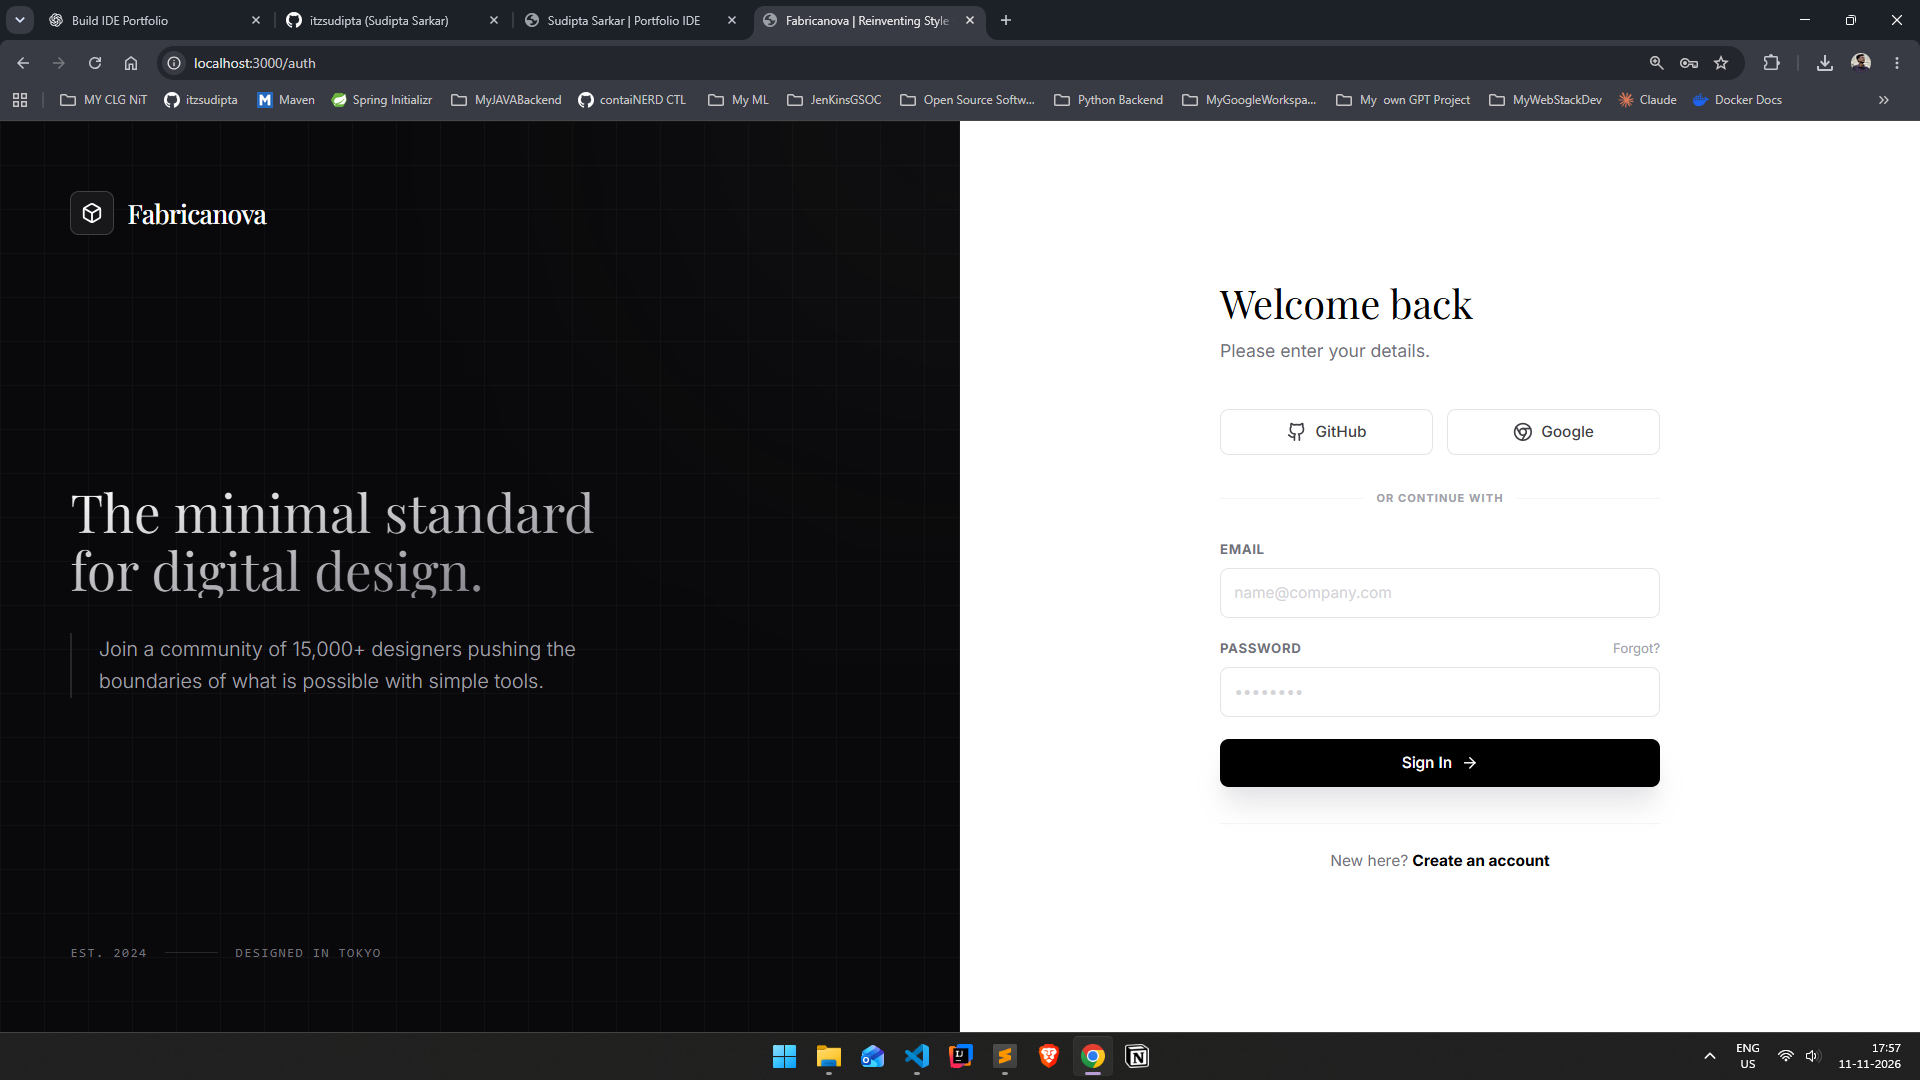 Build IDE Portfolio
itzsudipta (Sudipta Sarkar)
Sudipta Sarkar | Portfolio IDE
Fabricanova | Reinventing Style
localhost:3000/auth
MY CLG NiT
itzsudipta
Maven
Spring Initializr
MyJAVABackend
contaiNERD CTL
My ML
JenKinsGSOC
Open Source Softw...
Python Backend
MyGoogleWorkspa...
My own GPT Project
MyWebStackDev
Claude
Docker Docs
Fabricanova
The minimal standard
for digital design.
Join a community of 15,000+ designers pushing the
boundaries of what is possible with simple tools.
EST. 2024
DESIGNED IN TOKYO
Welcome back
Please enter your details.
GitHub
Google
OR CONTINUE WITH
EMAIL
name@company.com
PASSWORD
Forgot?
Sign In
New here? Create an account
ENG
US
17:57
11-11-2026